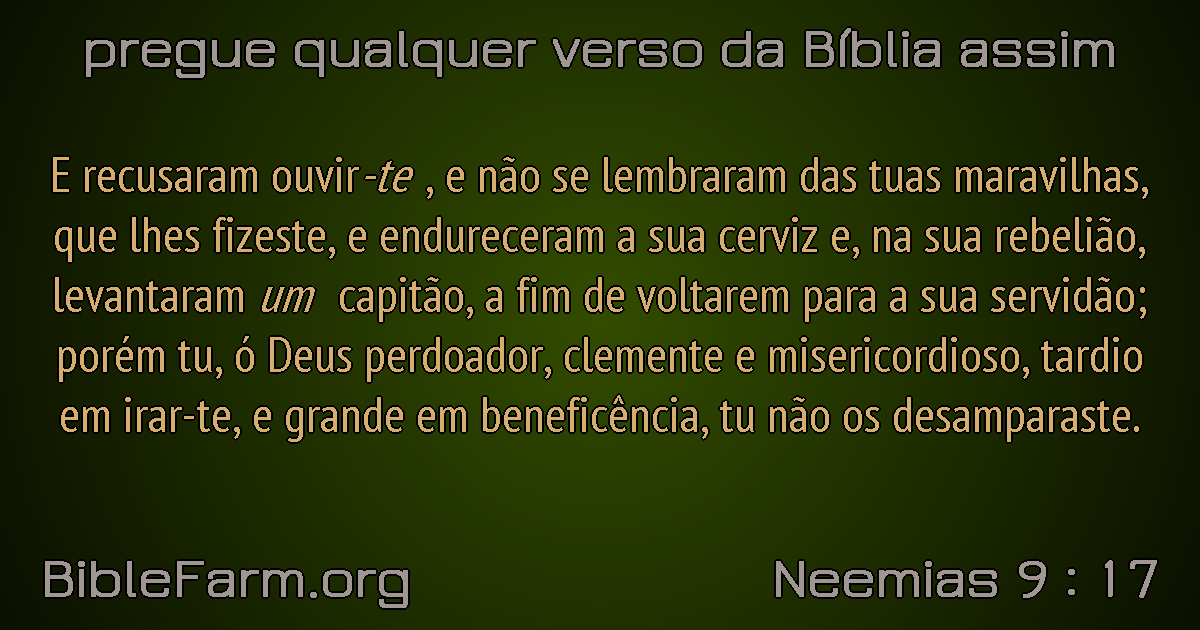 pregue qualquer verso da Bíblia assim
E recusaram ouvir-te , e não se lembraram das tuas maravilhas,
que lhes fizeste, e endureceram a sua cerviz e, na sua rebelião,
levantaram um capitão, a fim de voltarem para a sua servidão;
porém tu, ó Deus perdoador, clemente e misericordioso, tardio
em irar-te, e grande em beneficência, tu não os desamparaste.
BibleFarm.org
Neemias 9 : 17